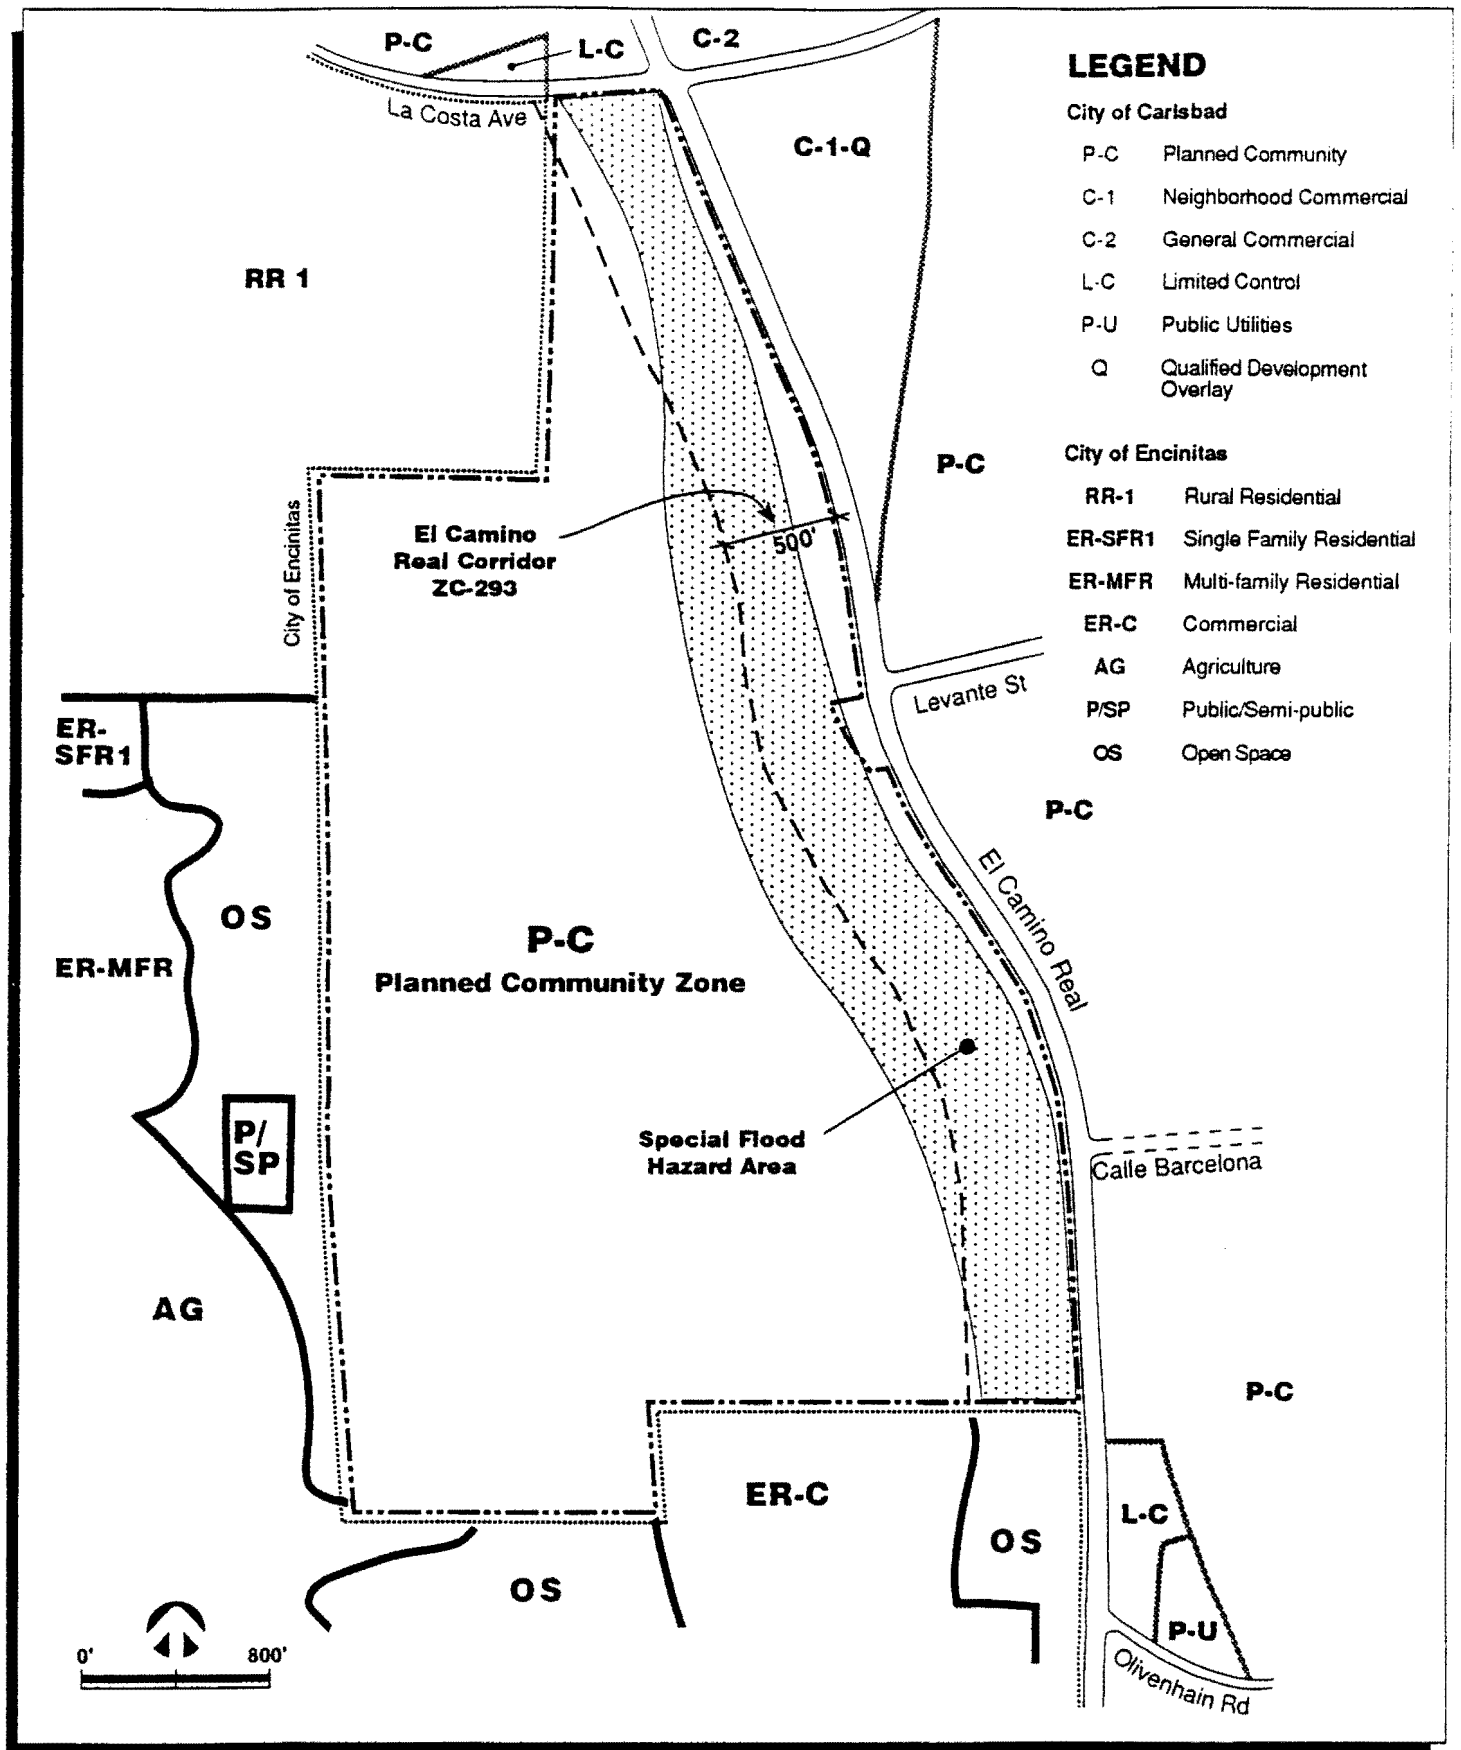 P-C
L-C
C-2
La Costa Ave
C-1-Q
RR 1
P-C
El Camino
Real Corridor
ZC-293
500'
City of Encinitas
Levante St
ER-
SFR1
P-C
El Camino Real
OS
ER-MFR
P-C
Planned Community Zone
P/
SP
Special Flood
Hazard Area
Calle Barcelona
AG
P-C
ER-C
L-C
OS
OS
P-U
Olivenhain Rd
0' 800'
LEGEND
City of Carlsbad
P-C Planned Community
C-1 Neighborhood Commercial
C-2 General Commercial
L-C Limited Control
P-U Public Utilities
Q Qualified Development
Overlay
City of Encinitas
RR-1 Rural Residential
ER-SFR1 Single Family Residential
ER-MFR Multi-family Residential
ER-C Commercial
AG Agriculture
P/SP Public/Semi-public
OS Open Space